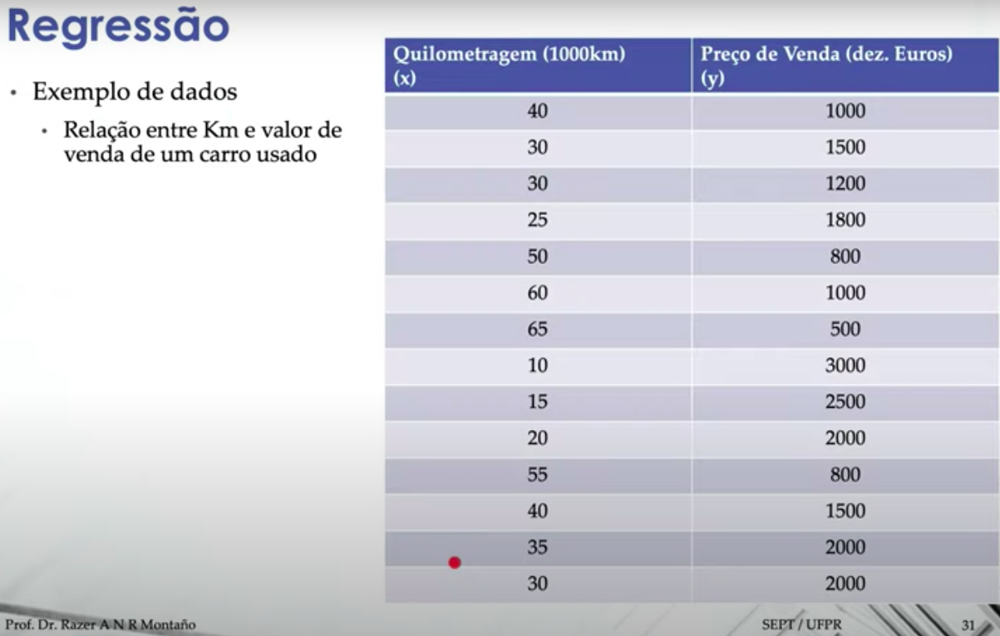 Regressão
• Exemplo de dados
• Relação entre Km e valor de
venda de um carro usado
Quilometragem (1000km)
(x)
Preço de Venda (dez. Euros)
(y)
40 1000
30 1500
30 1200
25 1800
50 800
60 1000
65 500
10 3000
15 2500
20 2000
55 800
40 1500
35 2000
30 2000
Prof. Dr. Razer A N R Montaño
SEPT / UFPR
31